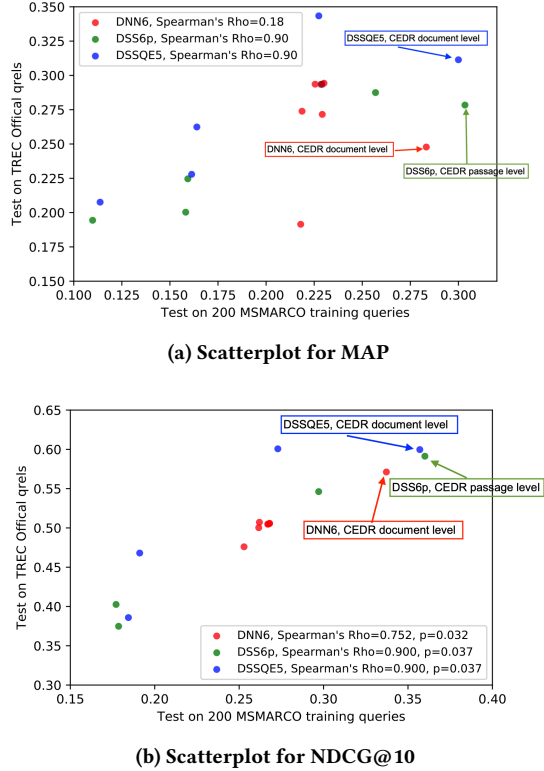 DNN6, Spearman's Rho=0.18
DSS6p, Spearman's Rho=0.90
DSSQE5, Spearman's Rho=0.90
DSSQE5, CEDR document level
DNN6, CEDR document level
DSS6p, CEDR passage level
Test on TREC Offical qrels
0.350
0.325
0.300
0.275
0.250
0.225
0.200
0.175
0.150
0.100
0.125
0.150
0.175
0.200
0.225
0.250
0.275
0.300
Test on 200 MSMARCO training queries
(a) Scatterplot for MAP
Test on TREC Offical qrels
0.65
0.60
0.55
0.50
0.45
0.40
0.35
0.30
DSSQE5, CEDR document level
DSS6p, CEDR passage level
DNN6, CEDR document level
DNN6, Spearman's Rho=0.752, p=0.032
DSS6p, Spearman's Rho=0.900, p=0.037
DSSQE5, Spearman's Rho=0.900, p=0.037
0.15
0.20
0.25
0.30
0.35
0.40
Test on 200 MSMARCO training queries
(b) Scatterplot for NDCG@10